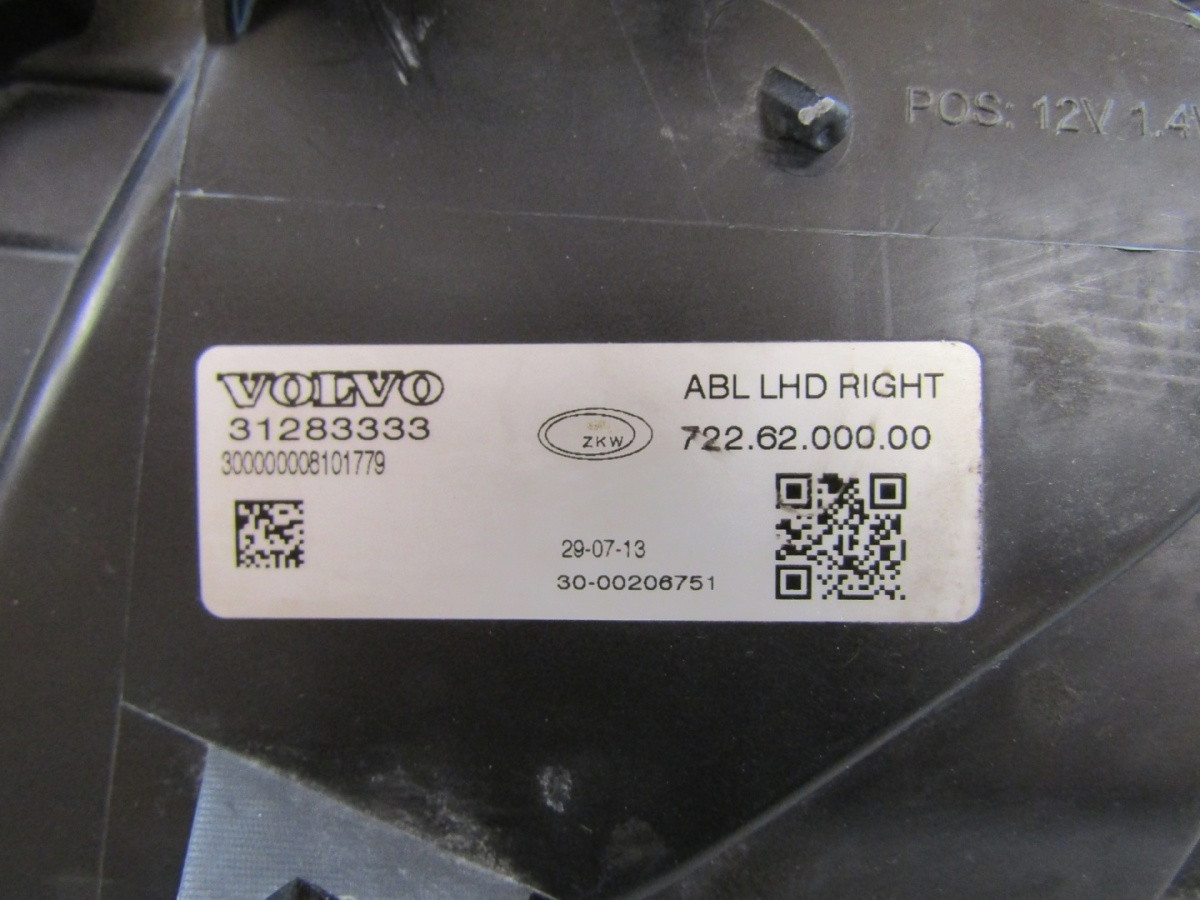 POS: 12V 1.4
VOLVO
31283333
300000008101779
ZKW
ABL LHD RIGHT
722.62.000.00
29-07-13
30-00206751